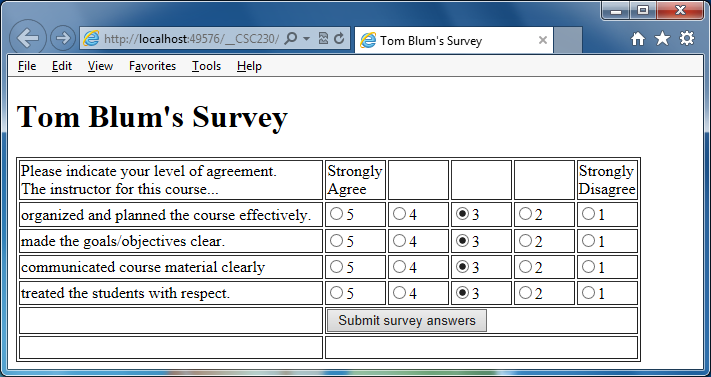 http://localhost:49576/__CSC230/
Tom Blum's Survey
File Edit View Favorites Tools Help
Tom Blum's Survey
Please indicate your level of agreement.
The instructor for this course...
Strongly
Agree
Strongly
Disagree
organized and planned the course effectively. 5 4 3 2 1
made the goals/objectives clear. 5 4 3 2 1
communicated course material clearly 5 4 3 2 1
treated the students with respect. 5 4 3 2 1
Submit survey answers